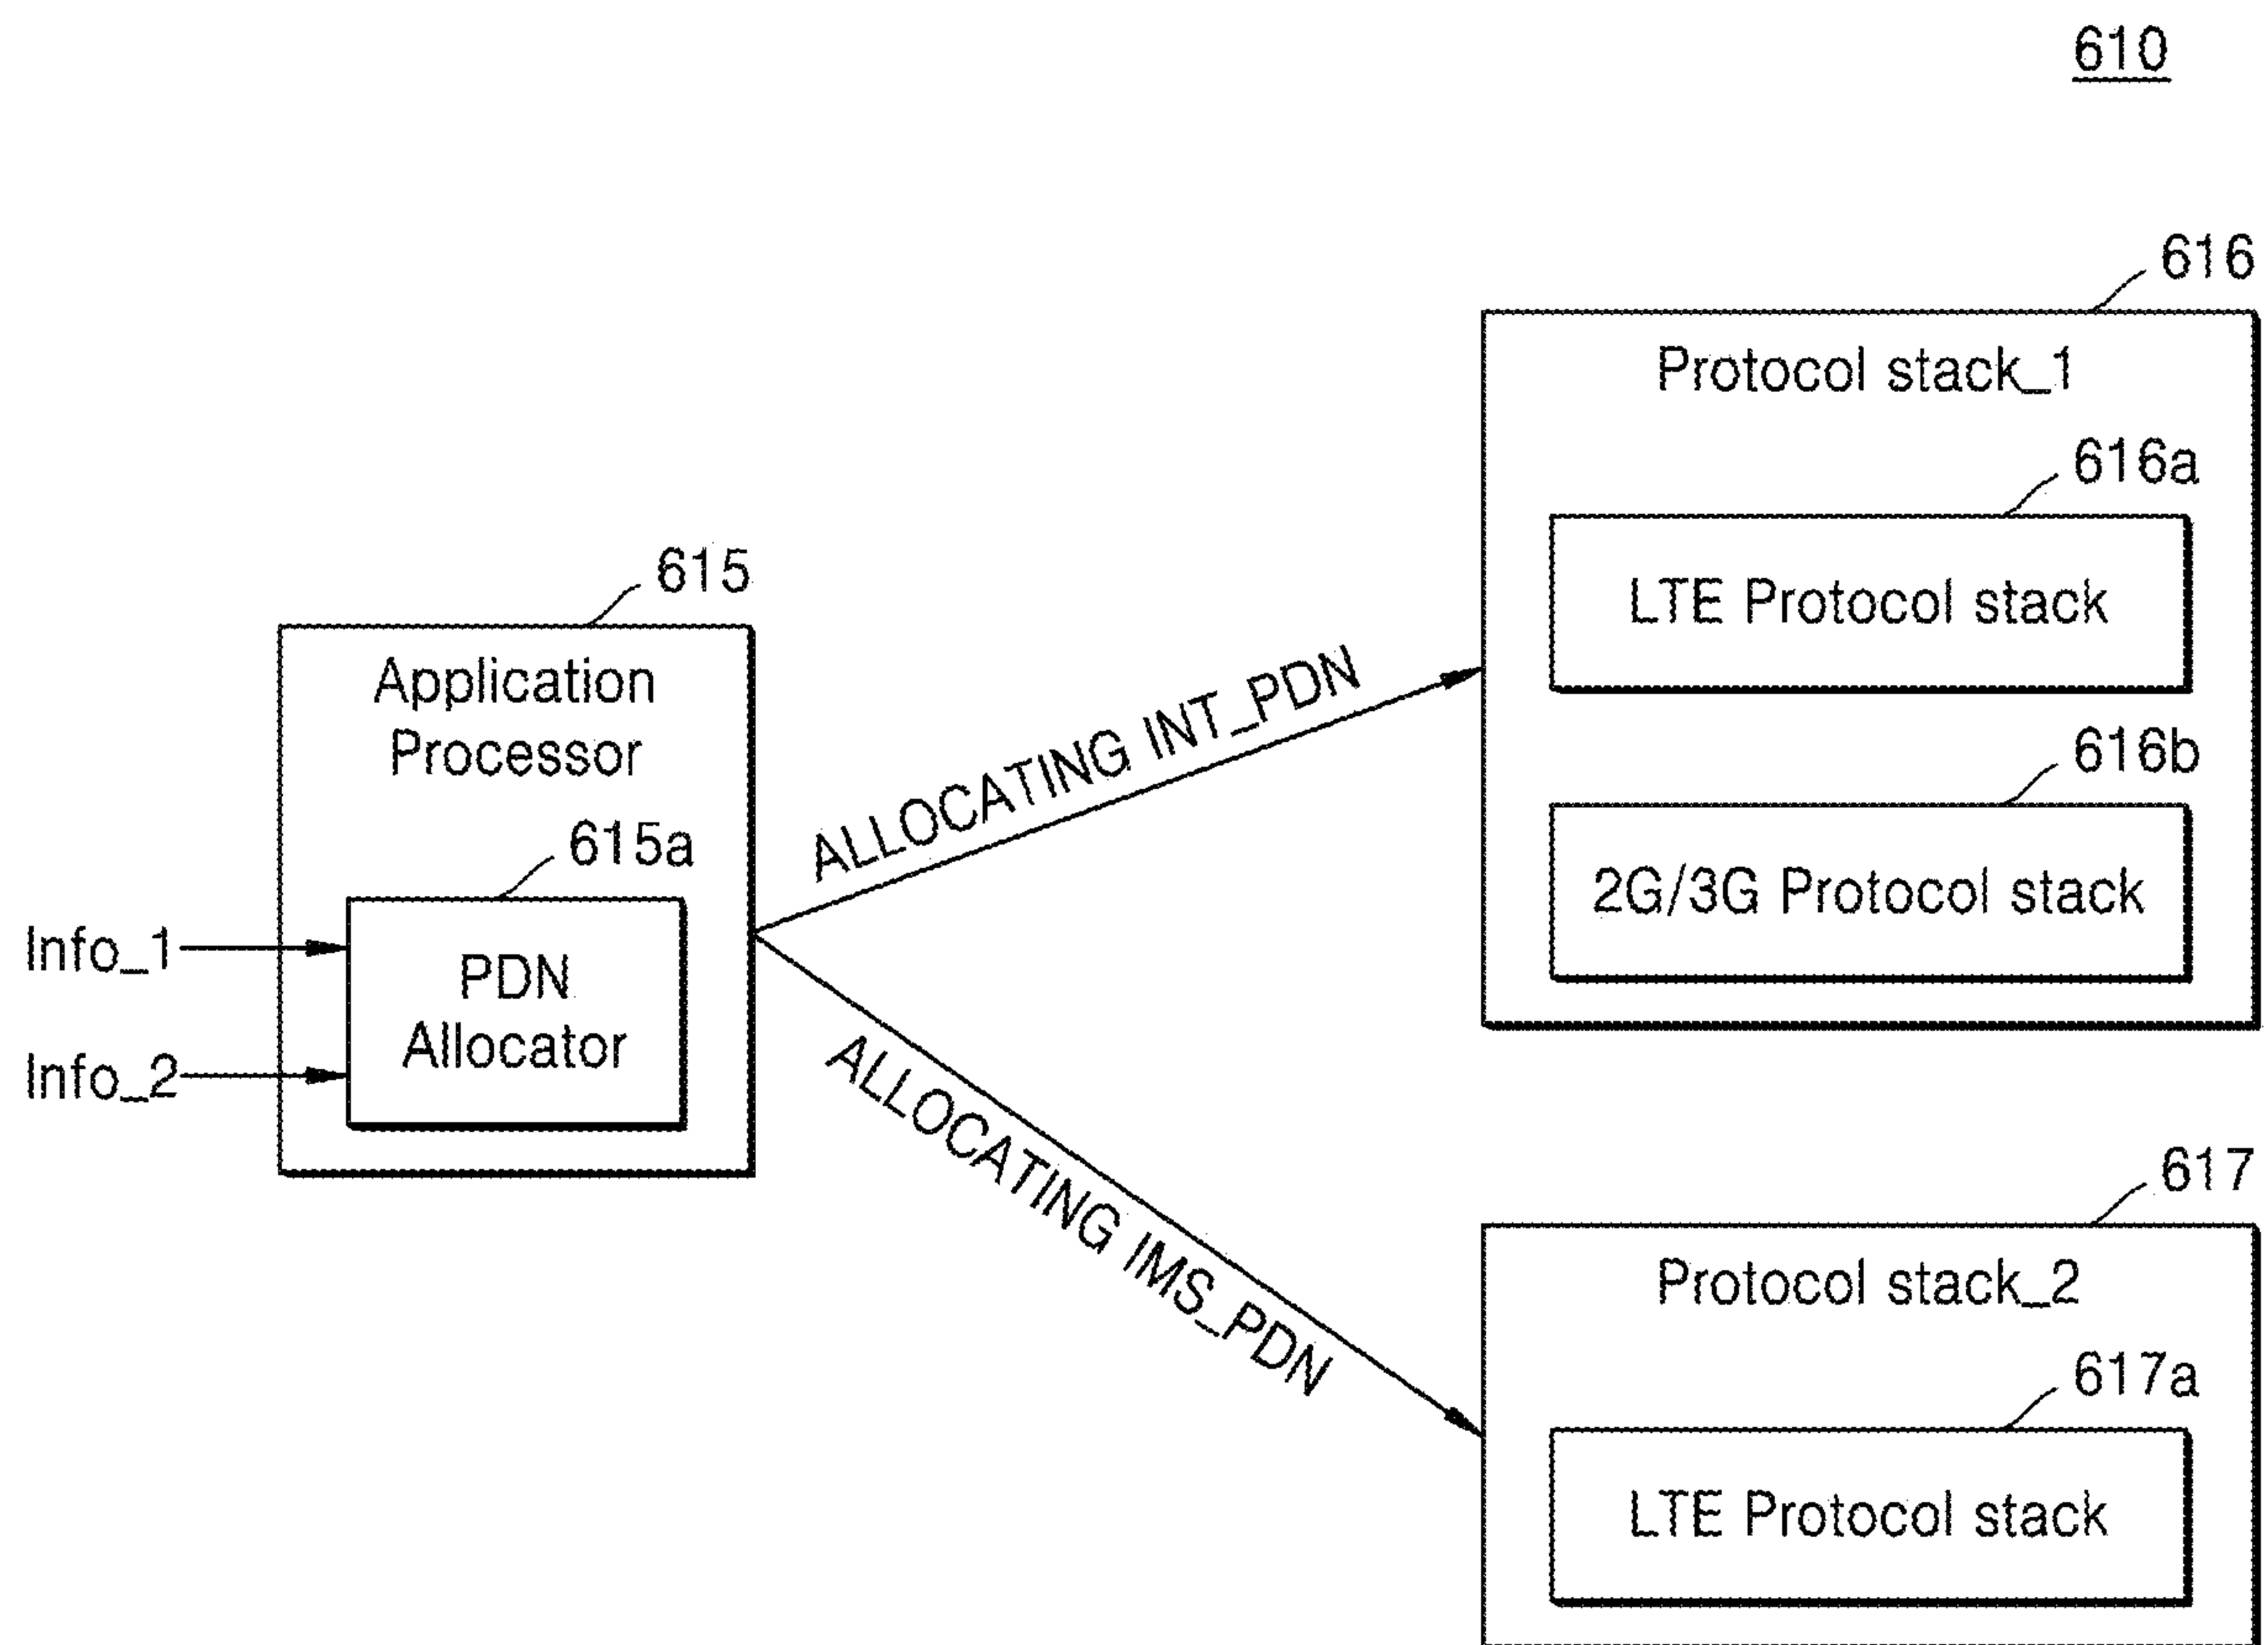 610
616
Protocol stack_1
616a
LTE Protocol stack
616b
2G/3G Protocol stack
615
Application
Processor
615a
PDN
Allocator
Info_1
Info_2
ALLOCATING INT_PDN
ALLOCATING IMS_PDN
617
Protocol stack_2
617a
LTE Protocol stack